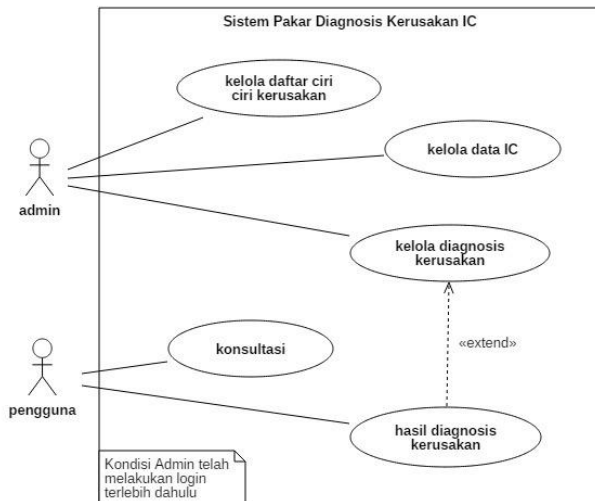 Sistem Pakar Diagnosis Kerusakan IC
kelola daftar ciri
ciri kerusakan
kelola data IC
admin
kelola diagnosis
kerusakan
«extend»
konsultasi
pengguna
hasil diagnosis
kerusakan
Kondisi Admin telah
melakukan login
terlebih dahulu